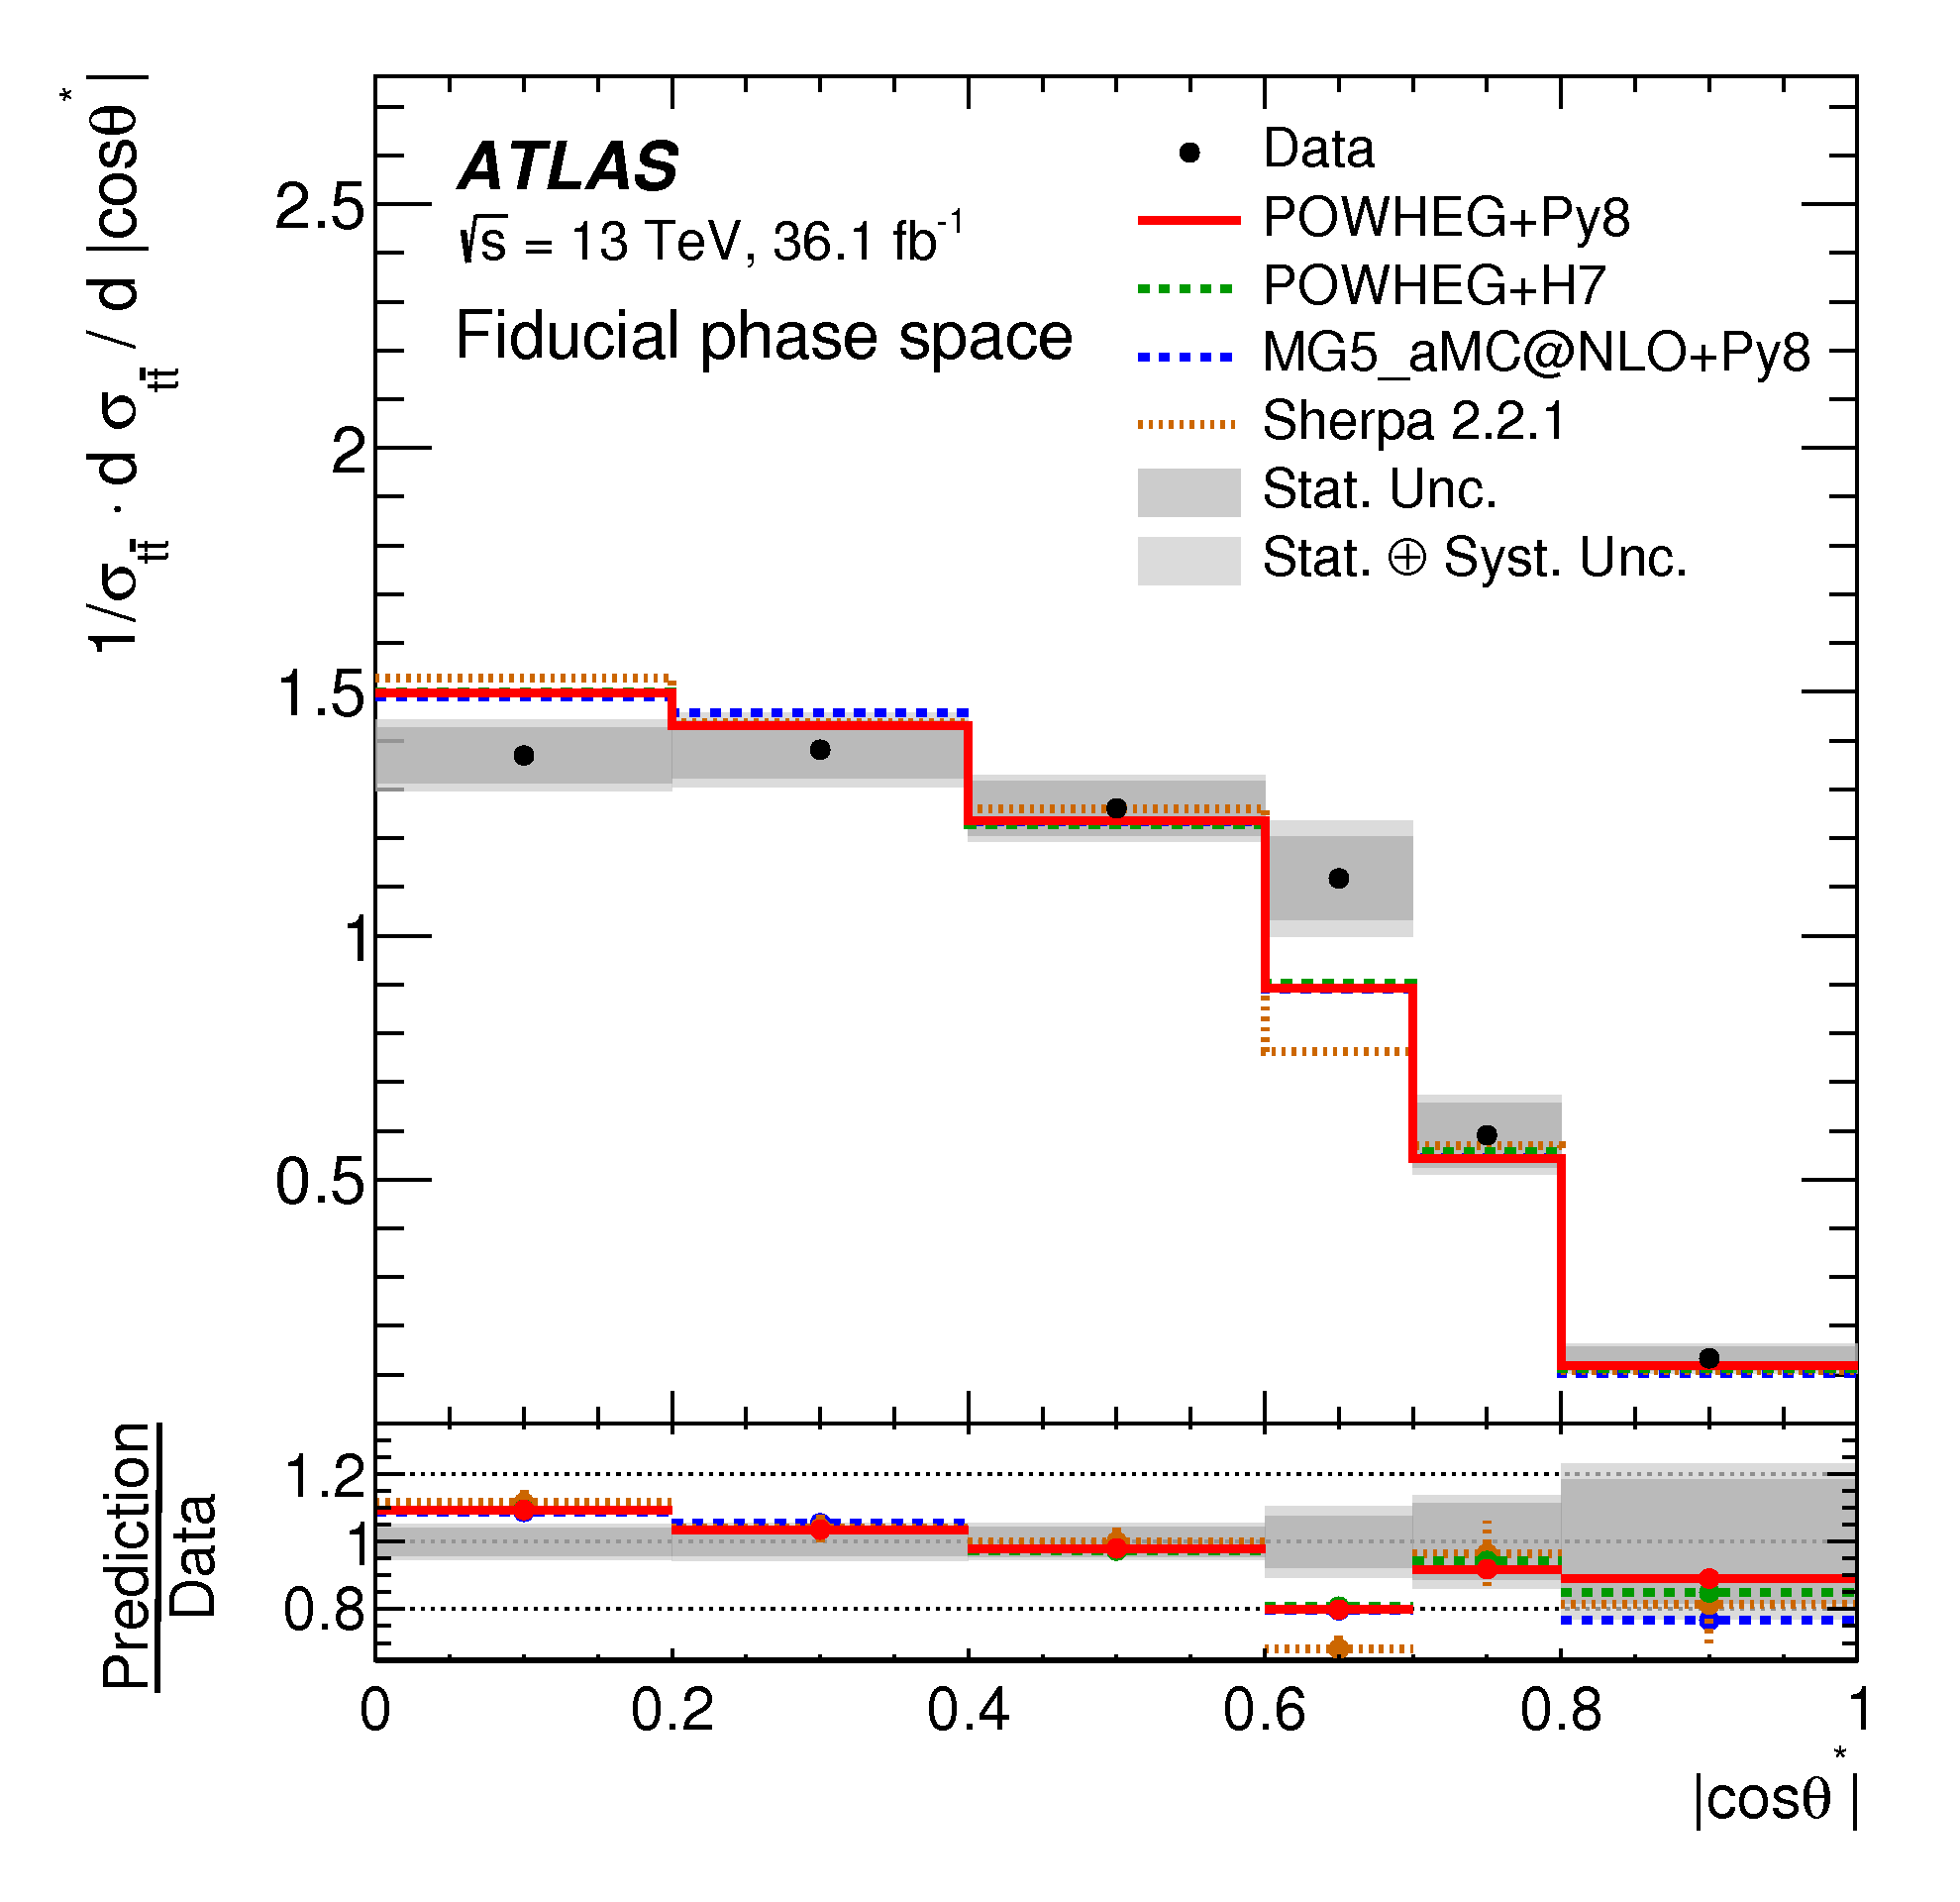 1/σtt̄ · d σtt̄ / d |cosθ*|
ATLAS
√s = 13 TeV, 36.1 fb-1
Fiducial phase space
Data
POWHEG+Py8
POWHEG+H7
MG5_aMC@NLO+Py8
Sherpa 2.2.1
Stat. Unc.
Stat. ⊕ Syst. Unc.
2.5
2
1.5
1
0.5
Prediction
Data
1.2
1
0.8
0 0.2 0.4 0.6 0.8 1
|cosθ*|